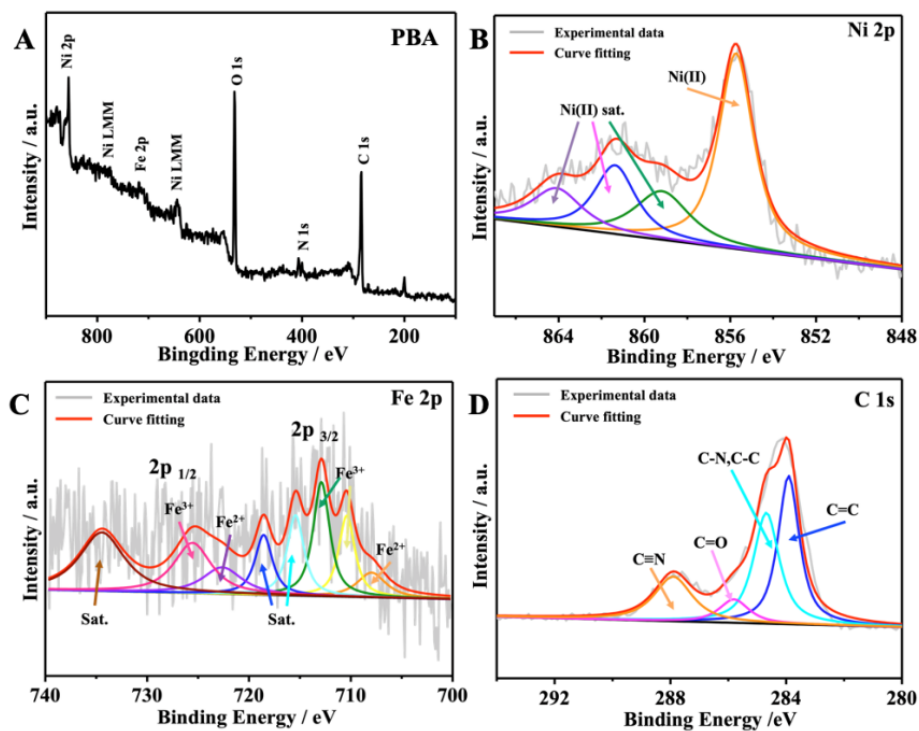 A
PBA
Ni 2p
Ni LMM
Fe 2p
Ni LMM
O 1s
N 1s
C 1s
Intensity / a.u.
800 600 400 200
Bingding Energy / eV
B
Experimental data
Curve fitting
Ni 2p
Ni(II)
Ni(II) sat.
Intensity / a.u.
864 860 856 852 848
Binding Energy / eV
C
Experimental data
Curve fitting
Fe 2p
2p 3/2
2p 1/2
Fe3+
Fe3+
Fe2+
Fe2+
Sat.
Sat.
Intensity / a.u.
740 730 720 710 700
Binding Energy /eV
D
Experimental data
Curve fitting
C 1s
C-N,C-C
C=C
C=O
C≡N
Intensity / a.u.
292 288 284 280
Binding Energy /eV